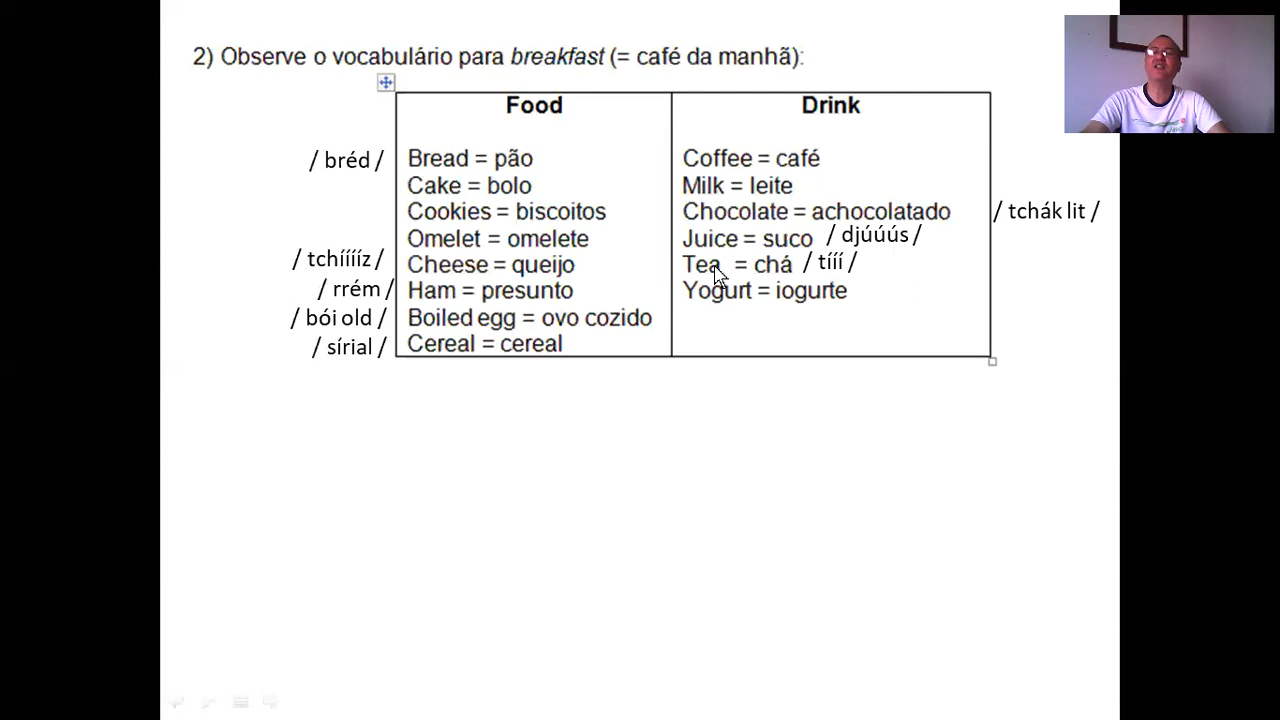 2) Observe o vocabulário para breakfast (= café da manhã):
Food
/ bréd / Bread = pão
Cake = bolo
Cookies = biscoitos
Omelet = omelete
/ tchííííz / Cheese = queijo
/ rrém / Ham = presunto
/ bói old / Boiled egg = ovo cozido
/ sírial / Cereal = cereal
Drink
Coffee = café
Milk = leite
Chocolate = achocolatado / tchák lit /
Juice = suco / djúúús /
Tea = chá / tííí /
Yogurt = iogurte